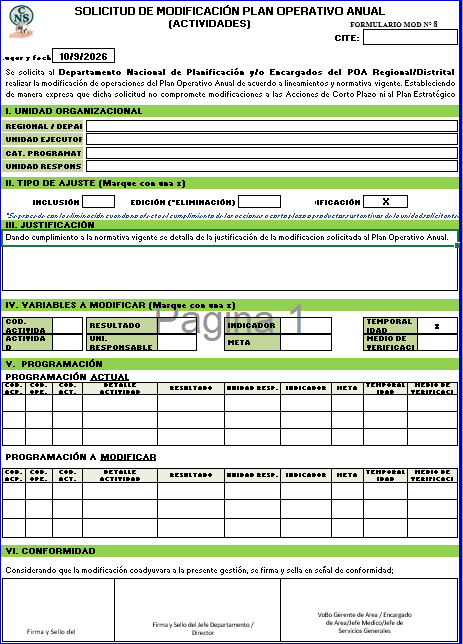 SOLICITUD DE MODIFICACIÓN PLAN OPERATIVO ANUAL
(ACTIVIDADES)
FORMULARIO MOD N° 8
CITE:
CNS
10/9/2026
Se solicita al Departamento Nacional de Planificación y/o Encargados del POA Regional/Distrital
realizar la modificación de operaciones del Plan Operativo Anual de acuerdo a lineamientos y normativa vigente. Estableciendo
de manera expresa que dicha solicitud no compromete modificaciones a las Acciones de Corto Plazo ni al Plan Estratégico
I. UNIDAD ORGANIZACIONAL
REGIONAL / DEPAI
UNIDAD EJECUTOF
CAT. PROGRAMAT
UNIDAD RESPONS
II. TIPO DE AJUSTE (Marque con una x)
INCLUSIÓN
EDICIÓN (*ELIMINACIÓN)
IFICACIÓN
X
*Se procede con la eliminación cuando no afecte al cumplimiento de las acciones a corto plazo o productos sustantivos de la unidad solicitante
III. JUSTIFICACIÓN
Dando cumplimiento a la normativa vigente se detalla de la justificación de la modificacion solicitada al Plan Operativo Anual.
IV. VARIABLES A MODIFICAR (Marque con una x)
Página 1
COD.
ACTIVIDA
RESULTADO
INDICADOR
TEMPORAL
IDAD
x
ACTIVIDA
D
UNI.
RESPONSABLE
META
MEDIO DE
VERIFICACI
V. PROGRAMACIÓN
PROGRAMACIÓN ACTUAL
COD.
ACP.
COD.
OPE.
COD.
ACT.
DETALLE
ACTIVIDAD
RESULTADO
UNIDAD RESP.
INDICADOR
META
TEMPORAL
IDAD
MEDIO DE
VERIFICACI
PROGRAMACIÓN A MODIFICAR
COD.
ACP.
COD.
OPE.
COD.
ACT.
DETALLE
ACTIVIDAD
RESULTADO
UNIDAD RESP.
INDICADOR
META
TEMPORAL
IDAD
MEDIO DE
VERIFICACI
VI. CONFORMIDAD
Considerando que la modificación coadyuvara a la presente gestión, se firma y sella en señal de conformidad;
Firma y Sello del
Firma y Sello del Jefe Departamento /
Director
VoBo Gerente de Area / Encargado
de Area/Jefe Medico/Jefe de
Servicios Generales